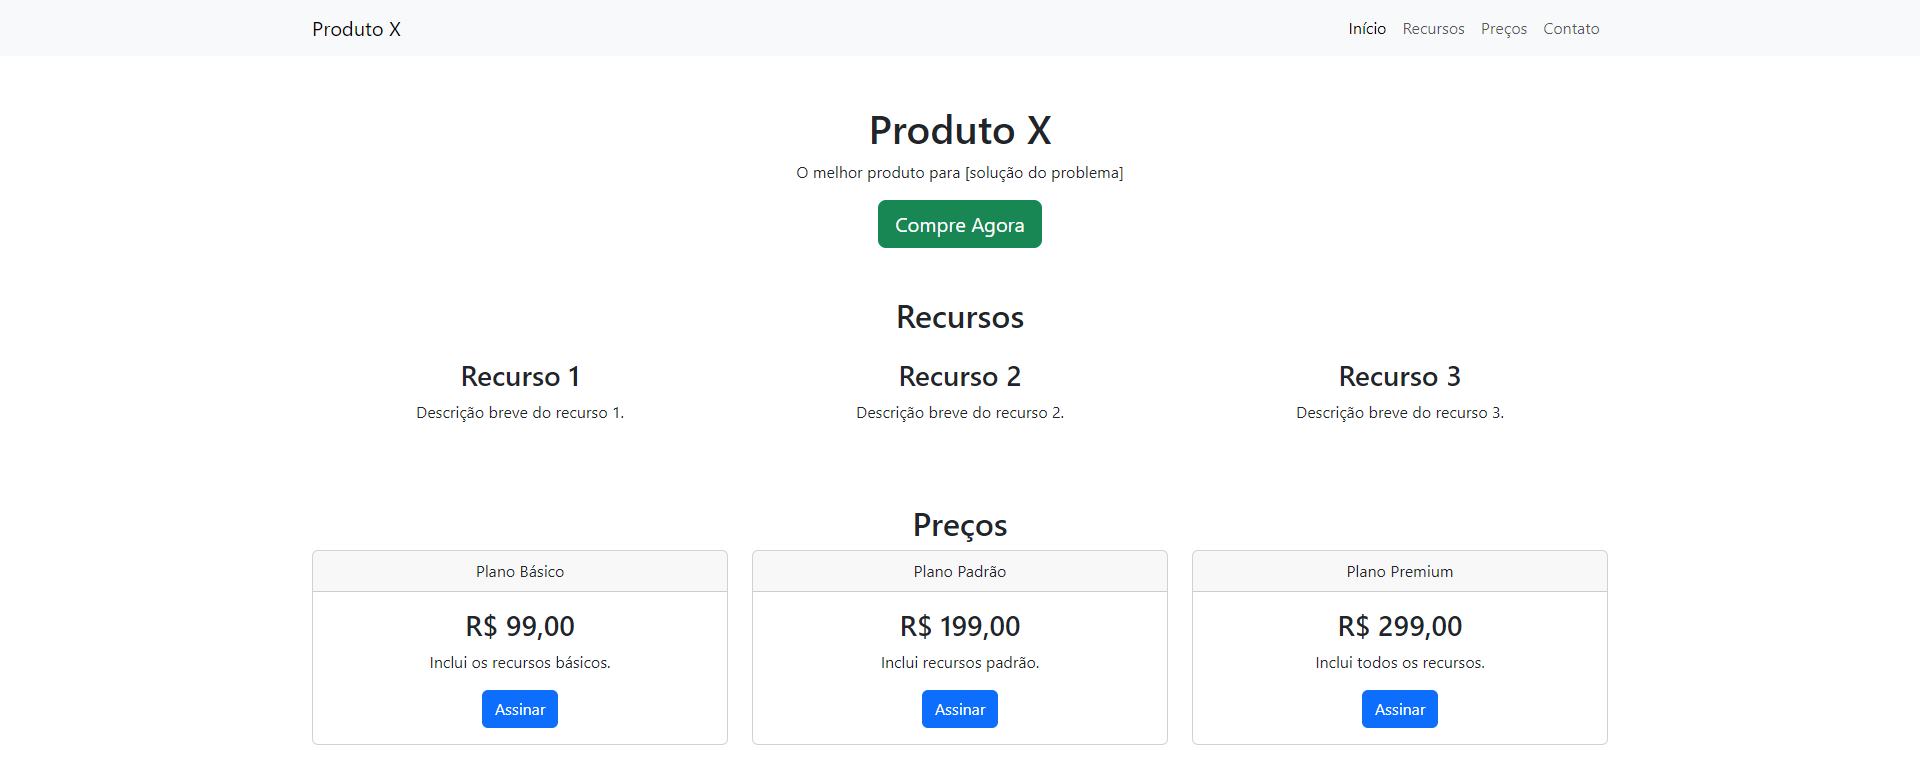 Produto X
Início Recursos Preços Contato
Produto X
O melhor produto para [solução do problema]
Compre Agora
Recursos
Recurso 1 Recurso 2 Recurso 3
Descrição breve do recurso 1. Descrição breve do recurso 2. Descrição breve do recurso 3.
Preços
Plano Básico
R$ 99,00
Inclui os recursos básicos.
Assinar
Plano Padrão
R$ 199,00
Inclui recursos padrão.
Assinar
Plano Premium
R$ 299,00
Inclui todos os recursos.
Assinar